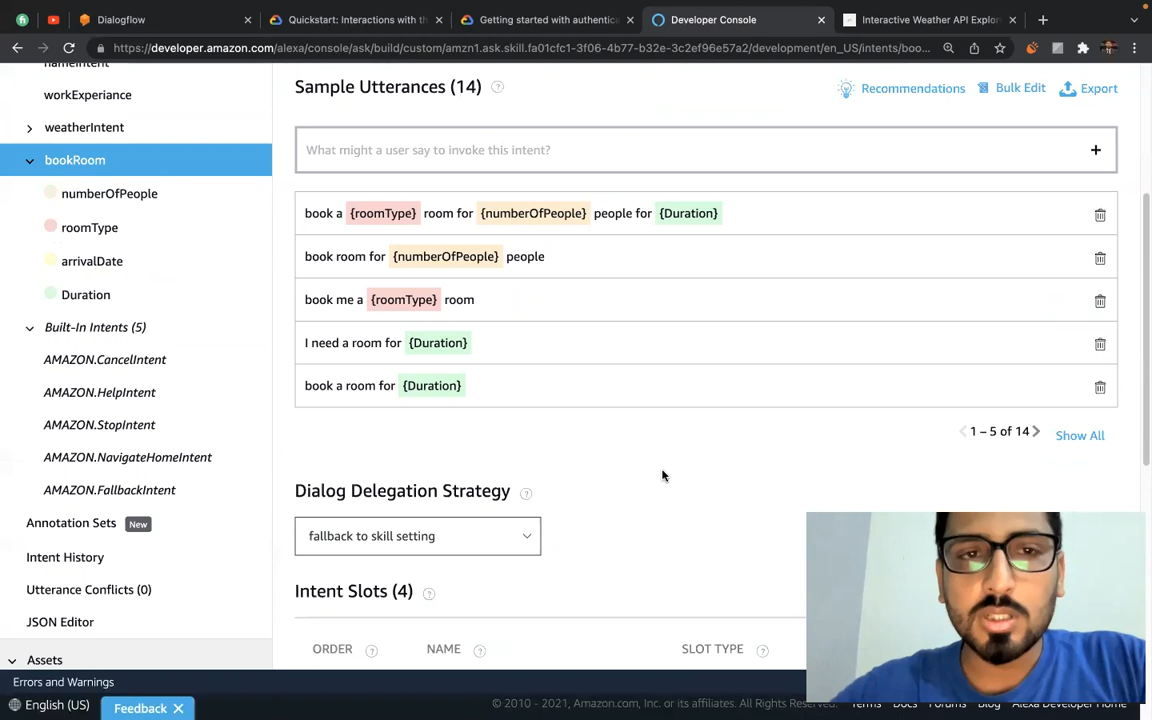 Dialogflow
Quickstart: Interactions with th
Getting started with authentica
Developer Console
Interactive Weather API Explor
https://developer.amazon.com/alexa/console/ask/build/custom/amzn1.ask.skill.fa01cfc1-3f06-4b77-b32e-3c2ef96e57a2/development/en_US/intents/boo...
nameIntent
workExperiance
weatherIntent
bookRoom
numberOfPeople
roomType
arrivalDate
Duration
Built-In Intents (5)
AMAZON.CancelIntent
AMAZON.HelpIntent
AMAZON.StopIntent
AMAZON.NavigateHomeIntent
AMAZON.FallbackIntent
Annotation Sets New
Intent History
Utterance Conflicts (0)
JSON Editor
Assets
Sample Utterances (14) ?
Recommendations
Bulk Edit
Export
What might a user say to invoke this intent? +
book a {roomType} room for {numberOfPeople} people for {Duration}
book room for {numberOfPeople} people
book me a {roomType} room
I need a room for {Duration}
book a room for {Duration}
1 – 5 of 14
Show All
Dialog Delegation Strategy ?
fallback to skill setting
Intent Slots (4) ?
ORDER ? NAME ? SLOT TYPE ?
Errors and Warnings
English (US)
Feedback
© 2010 - 2021, Amazon.com, Inc. or its affiliates. All Rights Reserved.
Terms Docs Forums Blog Alexa Developer Home